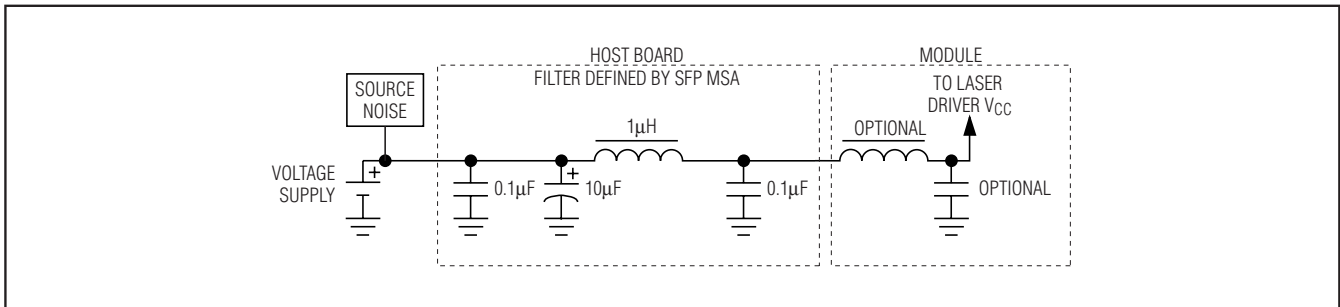 HOST BOARD
FILTER DEFINED BY SFP MSA
MODULE
SOURCE
NOISE
TO LASER
DRIVER VCC
1μH
OPTIONAL
VOLTAGE
SUPPLY
+
0.1μF
+
10μF
0.1μF
OPTIONAL